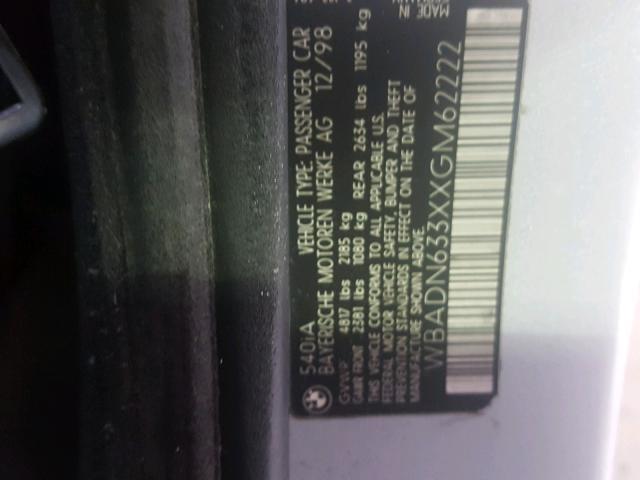 540iA VEHICLE TYPE: PASSENGER CAR
BAYERISCHE MOTOREN WERKE AG 12/98
GVWR 4817 lbs 2185 kg
GAWR FRONT 2381 lbs 1080 kg REAR 2634 lbs 1195 kg
THIS VEHICLE CONFORMS TO ALL APPLICABLE U.S.
FEDERAL MOTOR VEHICLE SAFETY, BUMPER AND THEFT
PREVENTION STANDARDS IN EFFECT ON THE DATE OF
MANUFACTURE SHOWN ABOVE.
WBADN633XXGM62222
MADE IN